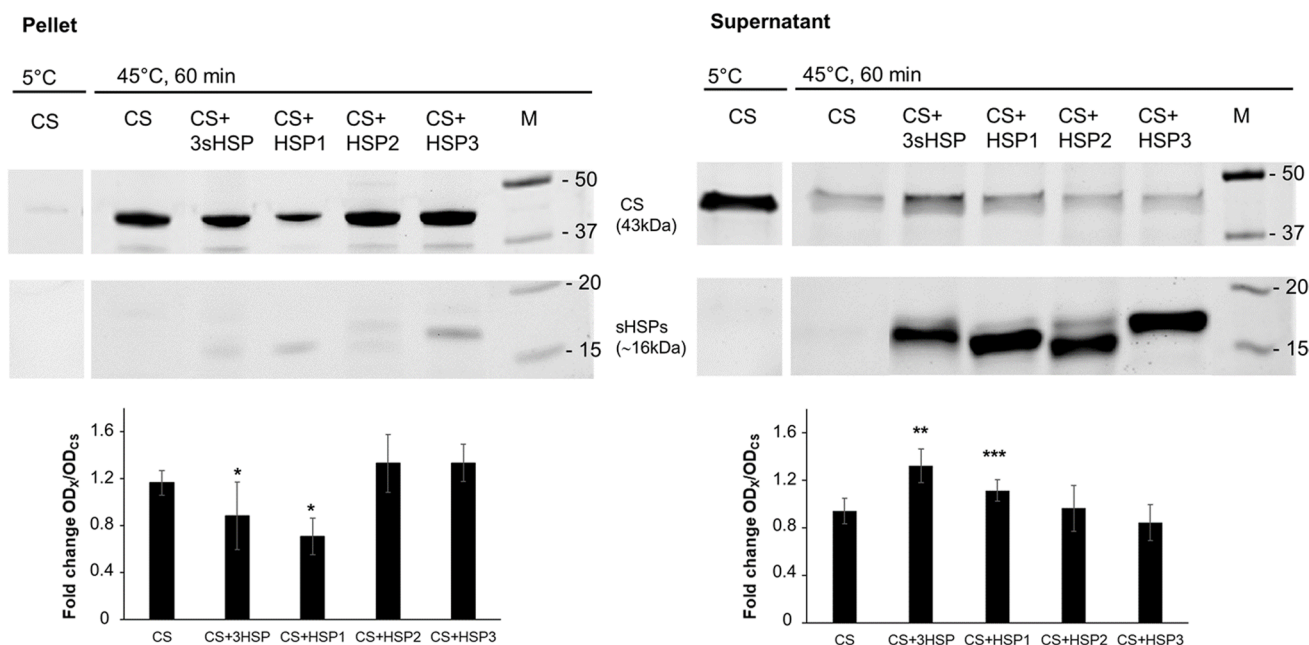 Pellet
5°C
45°C, 60 min
CS
CS
CS+
3sHSP
CS+
HSP1
CS+
HSP2
CS+
HSP3
M
- 50
- 37
CS
(43kDa)
- 20
- 15
sHSPs
(~16kDa)
Fold change ODX/ODCS
1.6
1.2
0.8
0.4
0
*
*
CS
CS+3HSP
CS+HSP1
CS+HSP2
CS+HSP3
Supernatant
5°C
45°C, 60 min
CS
CS
CS+
3sHSP
CS+
HSP1
CS+
HSP2
CS+
HSP3
M
- 50
- 37
- 20
- 15
Fold change ODX/ODCS
1.6
1.2
0.8
0.4
0
**
***
CS
CS+3HSP
CS+HSP1
CS+HSP2
CS+HSP3